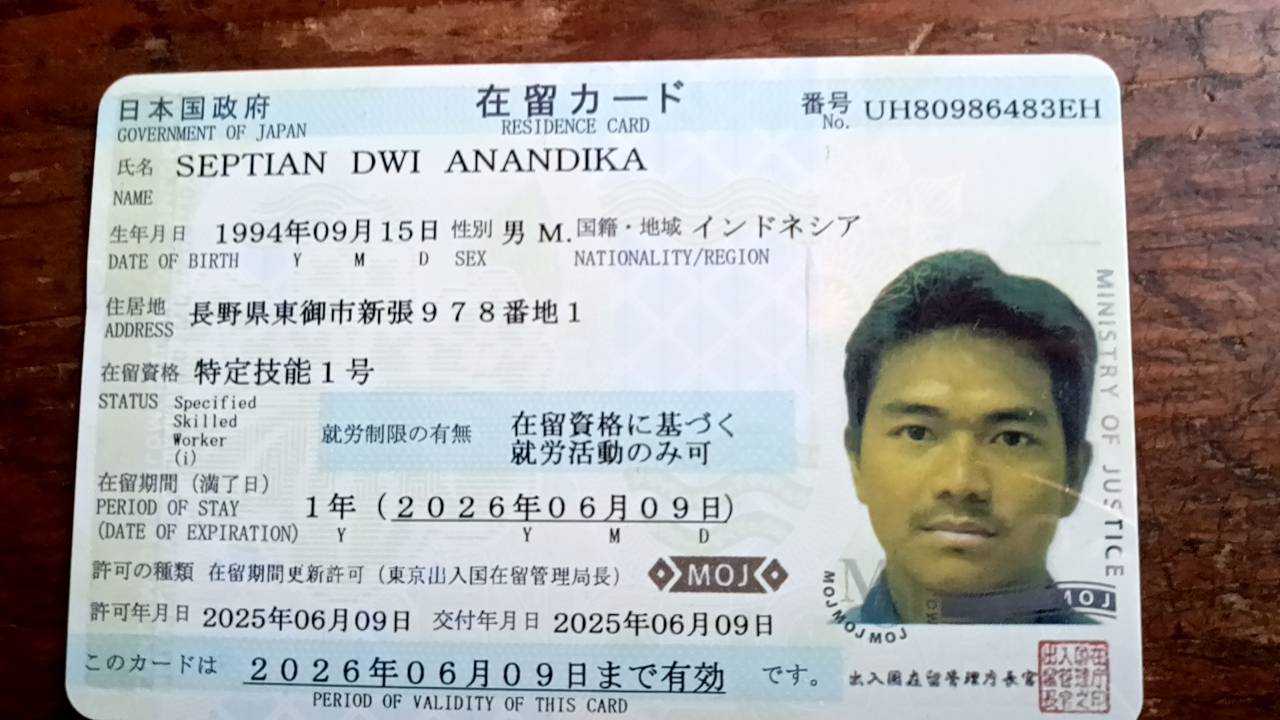 日本国政府 在留カード 番号 UH80986483EH
GOVERNMENT OF JAPAN RESIDENCE CARD No.
氏名 SEPTIAN DWI ANANDIKA
NAME
生年月日 1994年09月15日 性別 男 M. 国籍・地域 インドネシア
DATE OF BIRTH Y M D SEX NATIONALITY/REGION
住居地 長野県東御市新張978番地1
ADDRESS
在留資格 特定技能1号
STATUS Specified
Skilled
Worker
(i)
就労制限の有無 在留資格に基づく
就労活動のみ可
在留期間(満了日)
PERIOD OF STAY 1年(2026年06月09日)
(DATE OF EXPIRATION) Y Y M D
許可の種類 在留期間更新許可(東京出入国在留管理局長)
MOJ
許可年月日 2025年06月09日 交付年月日 2025年06月09日
このカードは 2026年06月09日まで有効 です。
PERIOD OF VALIDITY OF THIS CARD
MINISTRY OF JUSTICE
MOJ
MOJ MOJ MOJ
出入国在留管理庁長官